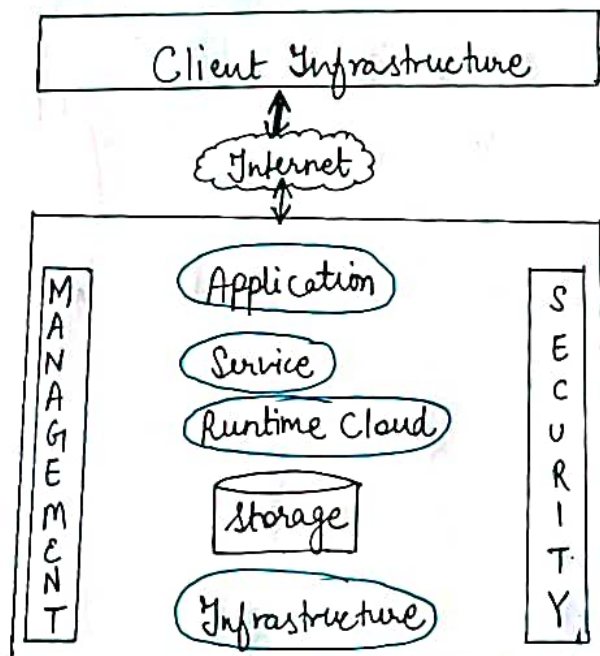 Client Infrastructure
Internet
MANAGEMENT
Application
Service
Runtime Cloud
Storage
Infrastructure
SECURITY